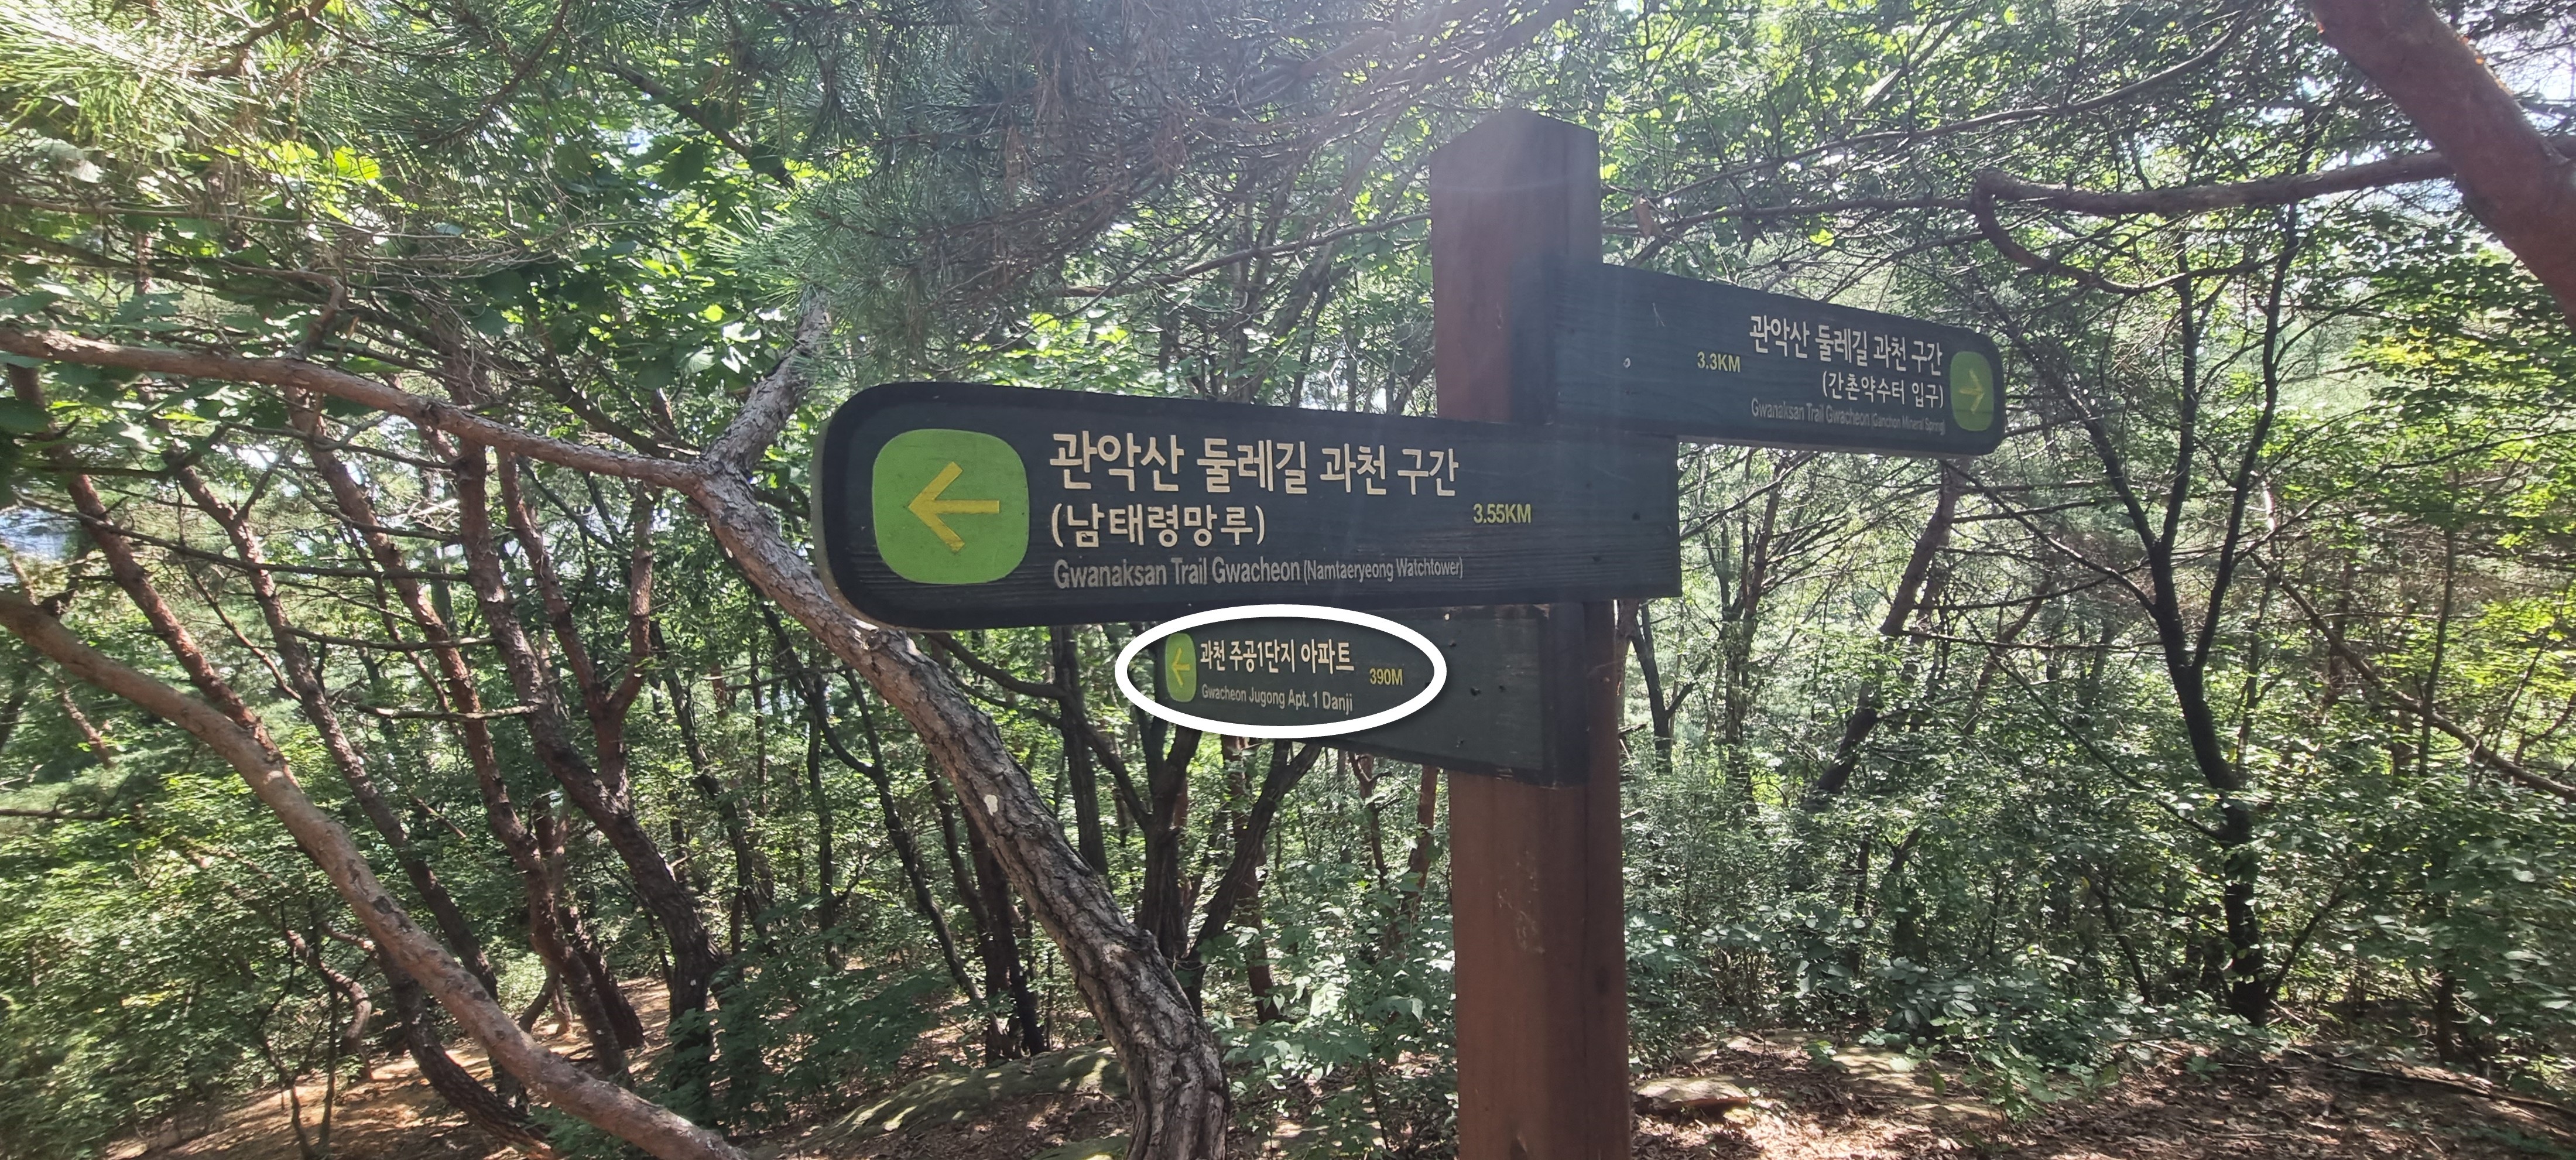 관악산 둘레길 과천 구간
(간촌약수터 입구)
3.3KM
Gwanaksan Trail Gwacheon (Ganchon Mineral Spring)
관악산 둘레길 과천 구간
(남태령망루)
3.55KM
Gwanaksan Trail Gwacheon (Namtaeryeong Watchtower)
과천 주공1단지 아파트
390M
Gwacheon Jugong Apt. 1 Danji